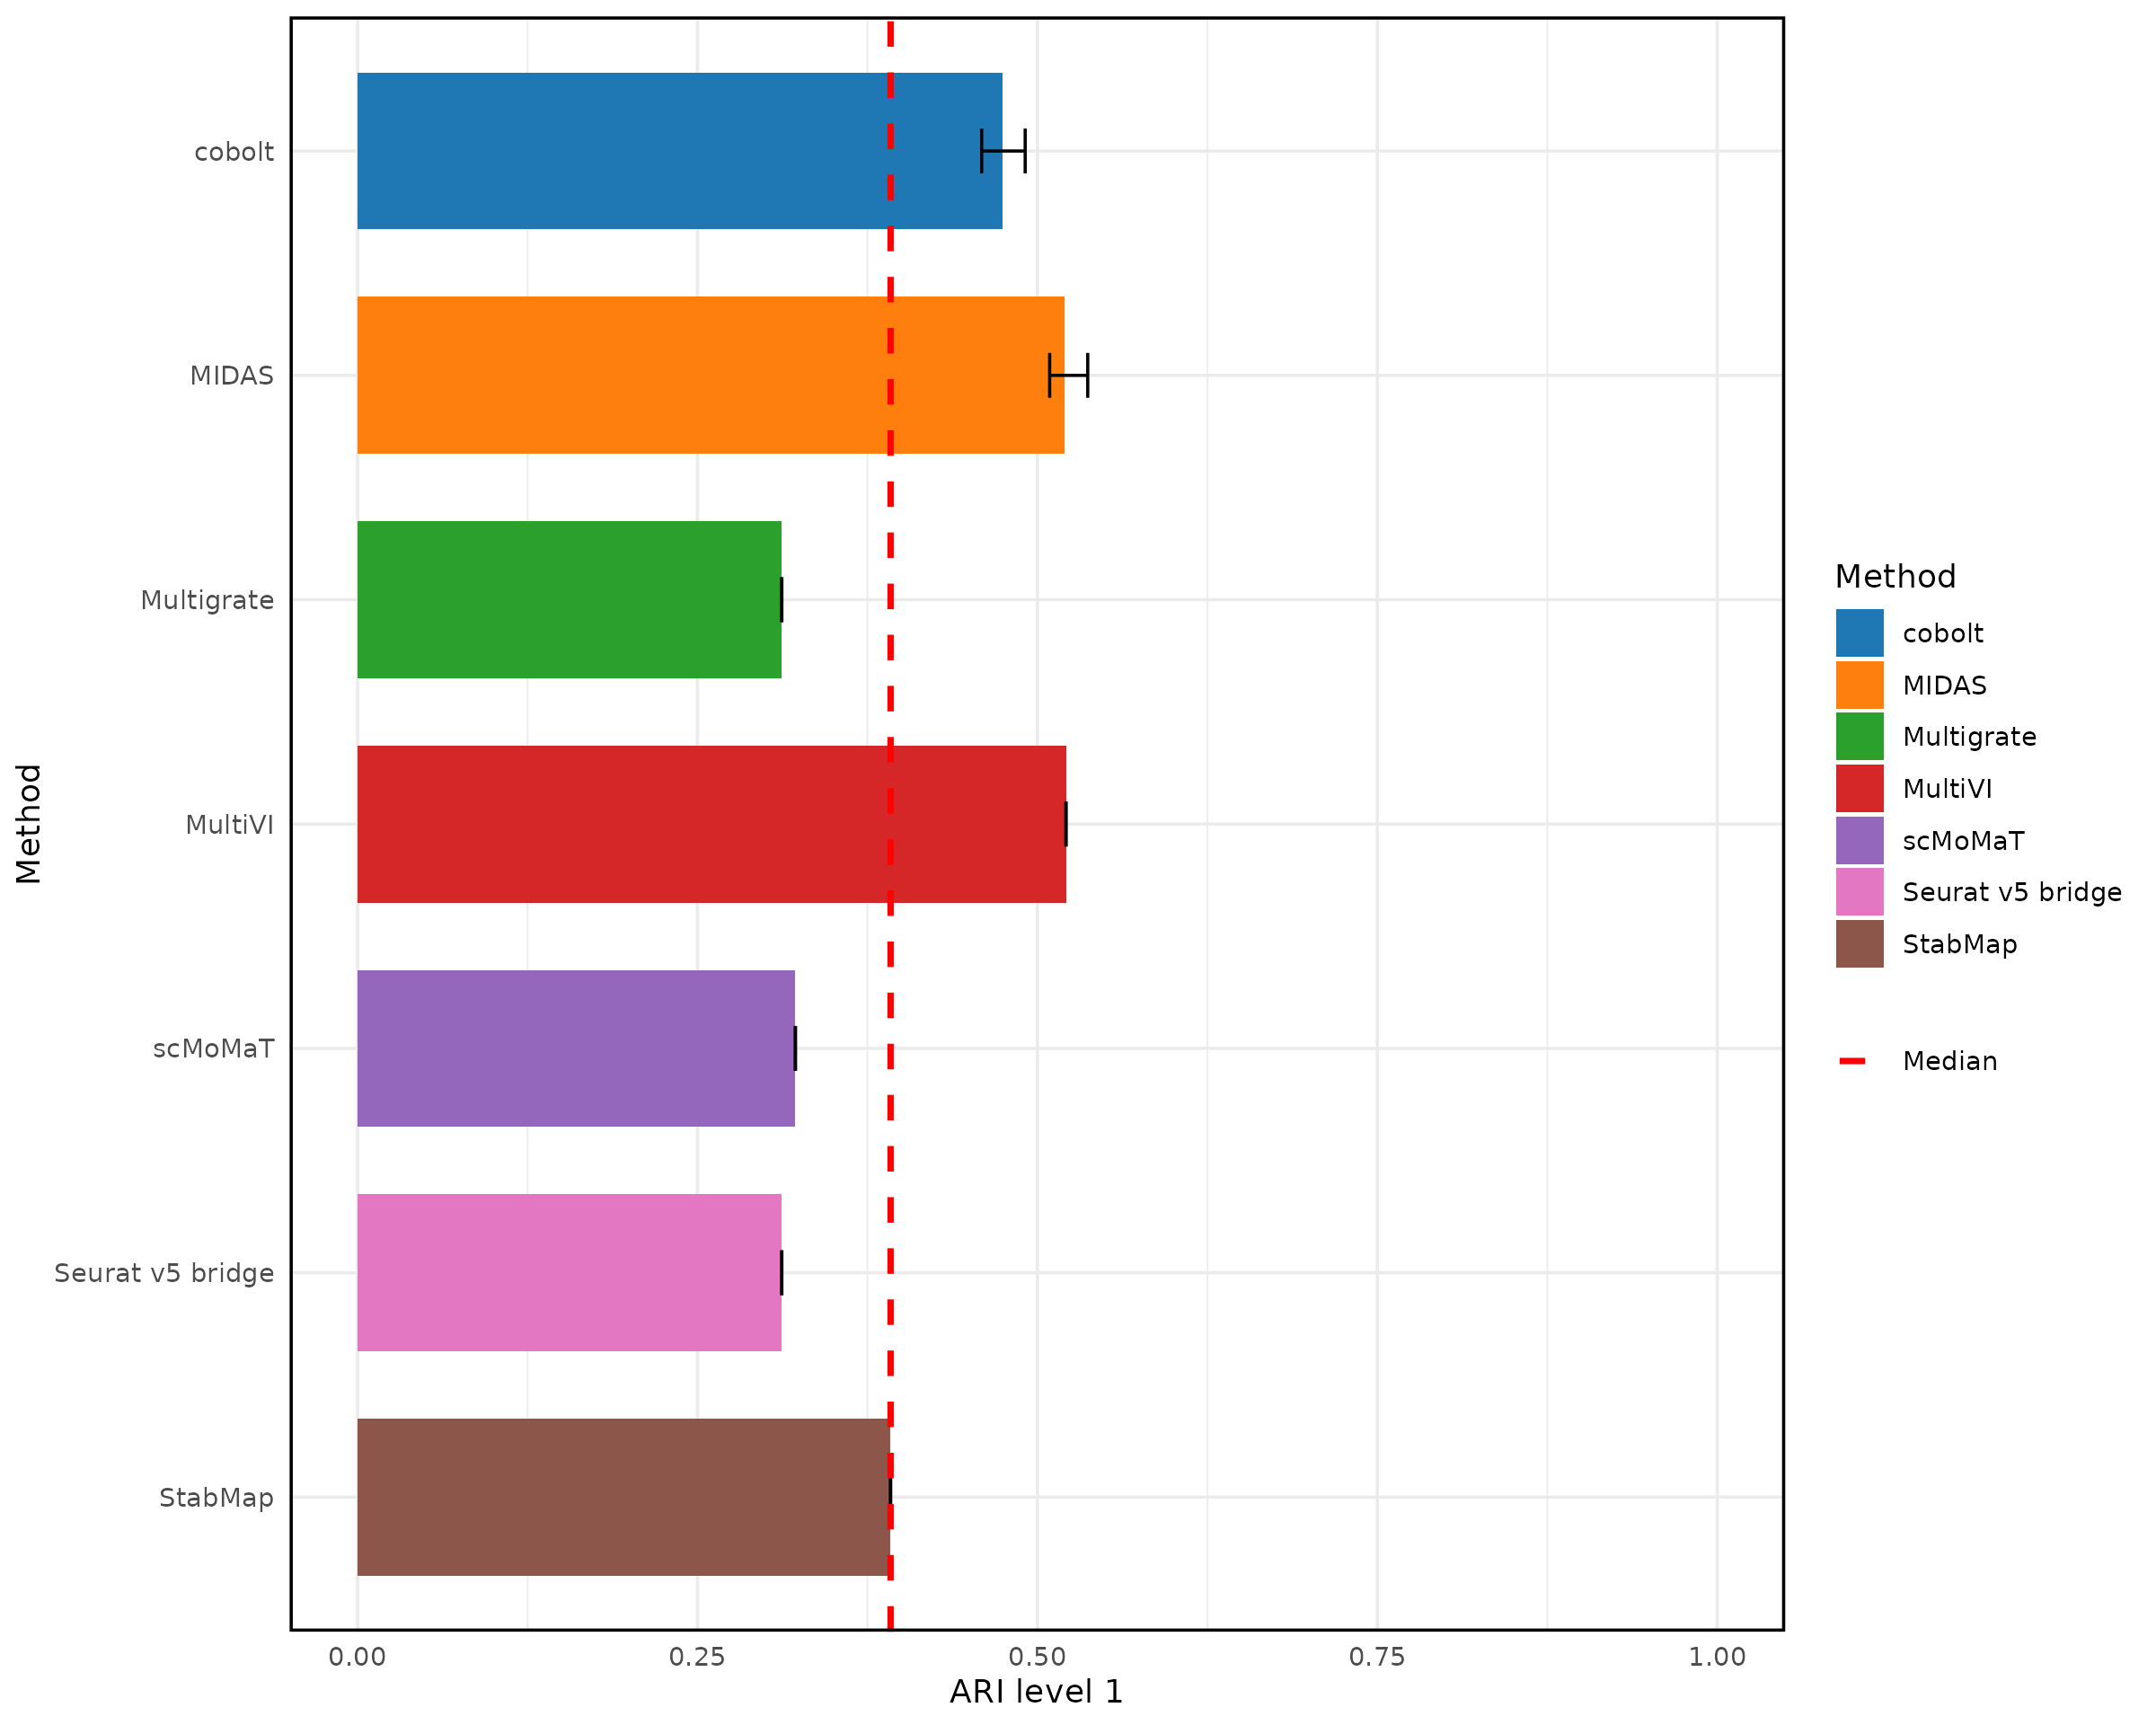 cobolt
MIDAS
Multigrate
MultiVI
scMoMaT
Seurat v5 bridge
StabMap
Method
0.00 0.25 0.50 0.75 1.00
ARI level 1
Method
cobolt
MIDAS
Multigrate
MultiVI
scMoMaT
Seurat v5 bridge
StabMap
Median